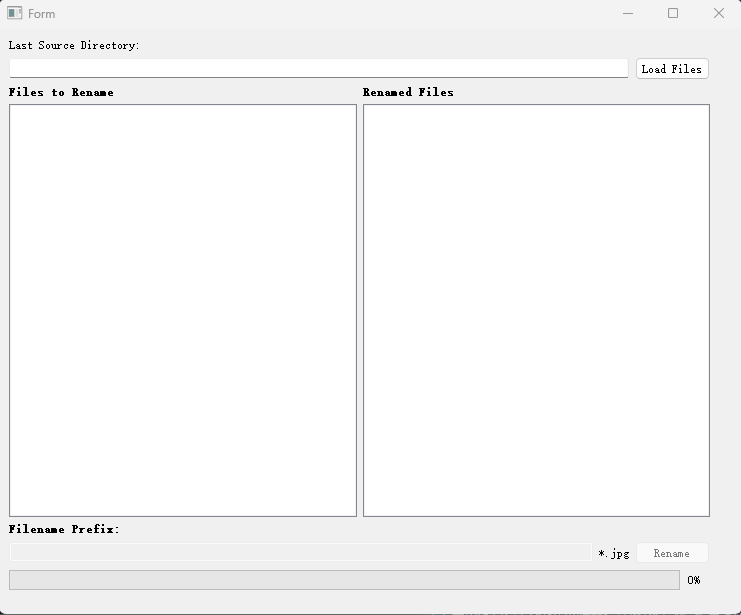 Form
Last Source Directory:
Load Files
Files to Rename
Renamed Files
Filename Prefix:
*.jpg
Rename
0%